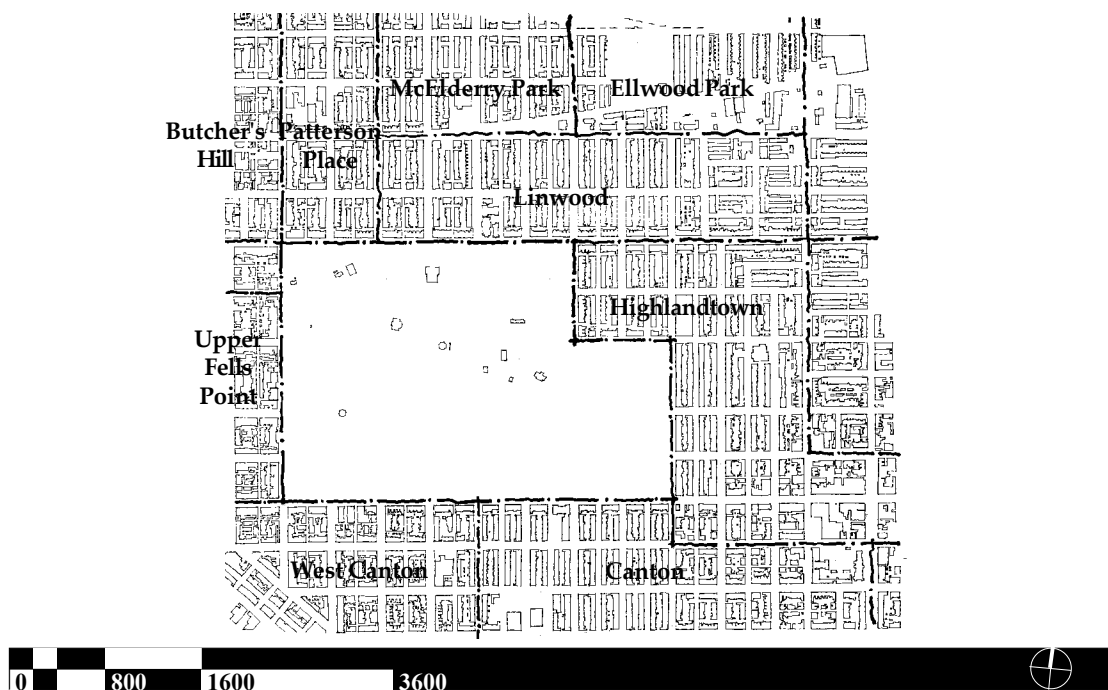 McElderry Park
Ellwood Park
Butcher's
Hill
Patterson
Place
Linwood
Highlandtown
Upper
Fells
Point
West Canton
Canton
0 800 1600 3600